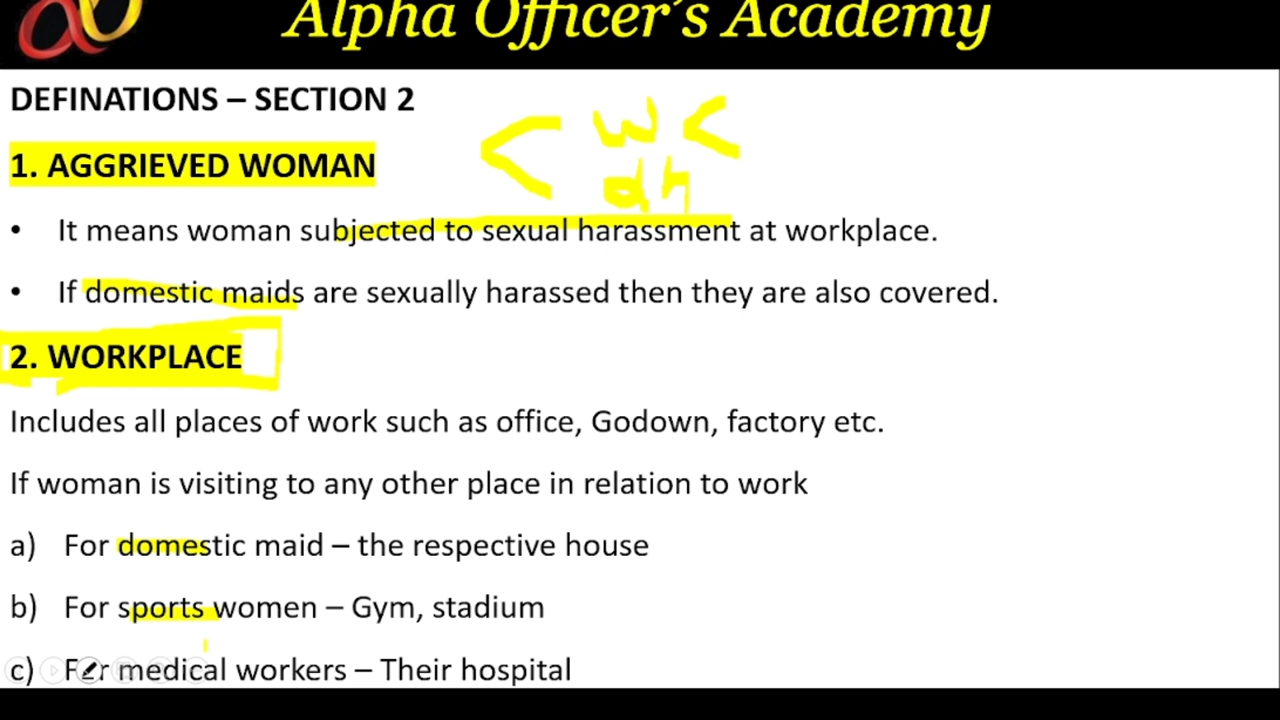 Alpha Officer's Academy
DEFINATIONS – SECTION 2
1. AGGRIEVED WOMAN
< w <
dh
• It means woman subjected to sexual harassment at workplace.
• If domestic maids are sexually harassed then they are also covered.
2. WORKPLACE
Includes all places of work such as office, Godown, factory etc.
If woman is visiting to any other place in relation to work
a) For domestic maid – the respective house
b) For sports women – Gym, stadium
c) For medical workers – Their hospital